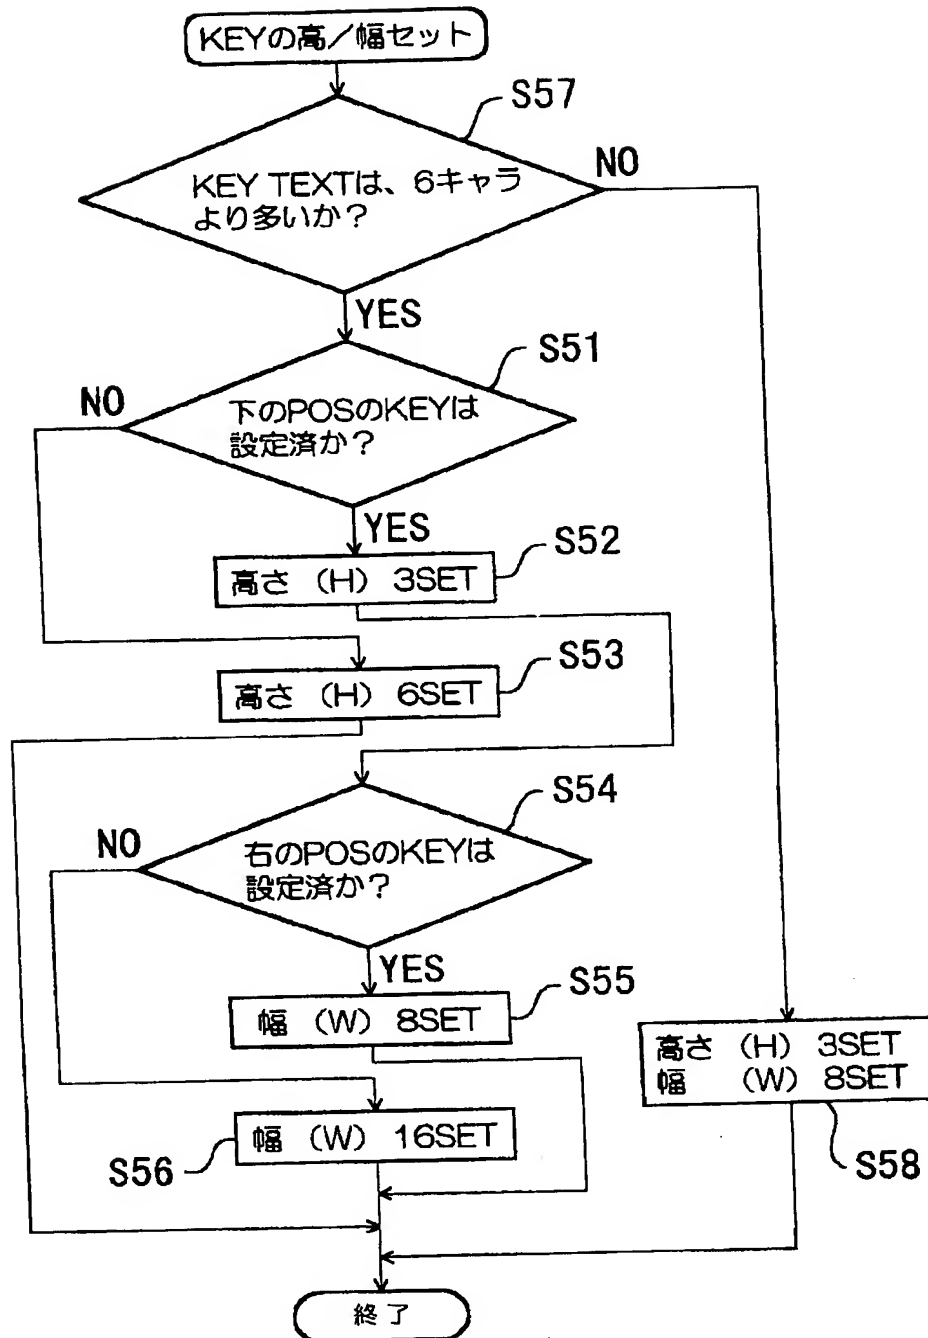 KEYの高／幅セット
S57
NO
KEY TEXTは、6キャラ
より多いか？
YES
S51
NO
下のPOSのKEYは
設定済か？
YES
S52
高さ （H） 3SET
S53
高さ （H） 6SET
S54
NO
右のPOSのKEYは
設定済か？
YES
S55
幅 （W） 8SET
高さ （H） 3SET
幅 （W） 8SET
幅 （W） 16SET
S56
S58
終了